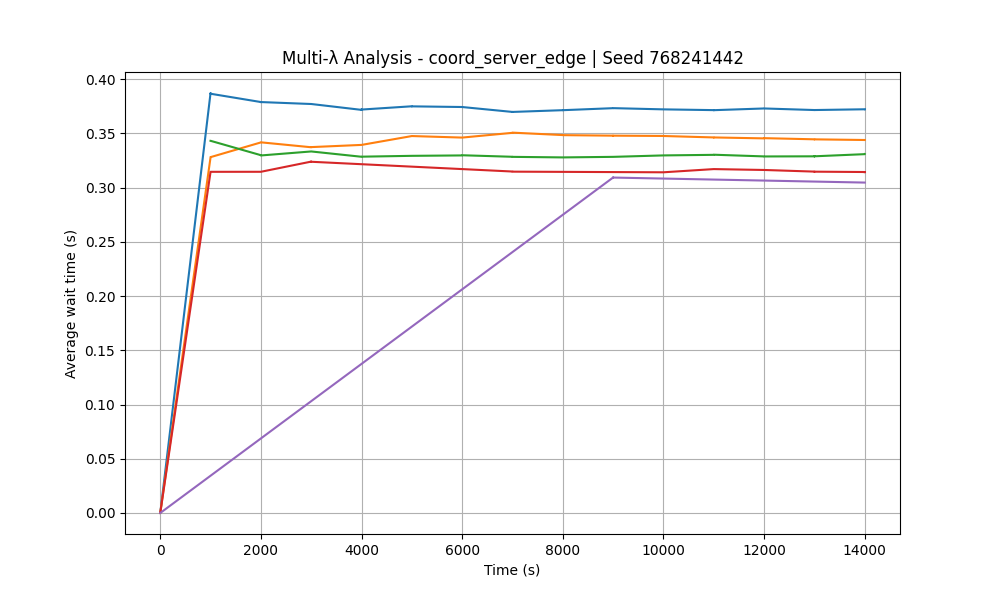 Multi-λ Analysis - coord_server_edge | Seed 768241442
Average wait time (s)
0.40
0.35
0.30
0.25
0.20
0.15
0.10
0.05
0.00
0 2000 4000 6000 8000 10000 12000 14000
Time (s)